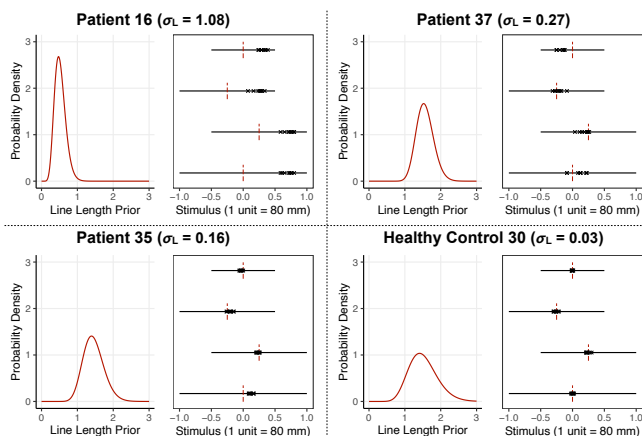 Patient 16 (σL = 1.08)
Probability Density
3
2
1
0
0 1 2 3
Line Length Prior
−1.0 −0.5 0.0 0.5 1.0
Stimulus (1 unit = 80 mm)
Patient 37 (σL = 0.27)
Probability Density
3
2
1
0
0 1 2 3
Line Length Prior
−1.0 −0.5 0.0 0.5 1.0
Stimulus (1 unit = 80 mm)
Patient 35 (σL = 0.16)
Probability Density
3
2
1
0
0 1 2 3
Line Length Prior
−1.0 −0.5 0.0 0.5 1.0
Stimulus (1 unit = 80 mm)
Healthy Control 30 (σL = 0.03)
Probability Density
3
2
1
0
0 1 2 3
Line Length Prior
−1.0 −0.5 0.0 0.5 1.0
Stimulus (1 unit = 80 mm)